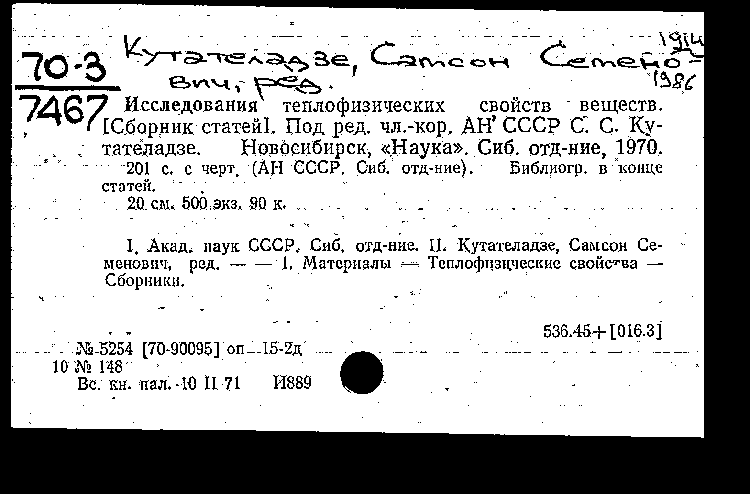 70-3
7467
Кутателадзе, Самсон Семено-
вич, ред.
1914-
1986
Исследования теплофизических свойств веществ.
[Сборник статей]. Под ред. чл.-кор. АН СССР С. С. Ку-
тателадзе. Новосибирск, «Наука». Сиб. отд-ние, 1970.
201 с. с черт. (АН СССР. Сиб. отд-ние). Библиогр. в конце
статей.
20 см. 500 экз. 90 к.
I. Акад. наук СССР. Сиб. отд-ние. II. Кутателадзе, Самсон Се-
менович, ред. — — 1. Материалы — Теплофизические свойства —
Сборники.
536.45+[016.3]
№ 5254 [70-90095] оп 15-2д
10 № 148
Вс. кн. пал. 10 II 71 И889